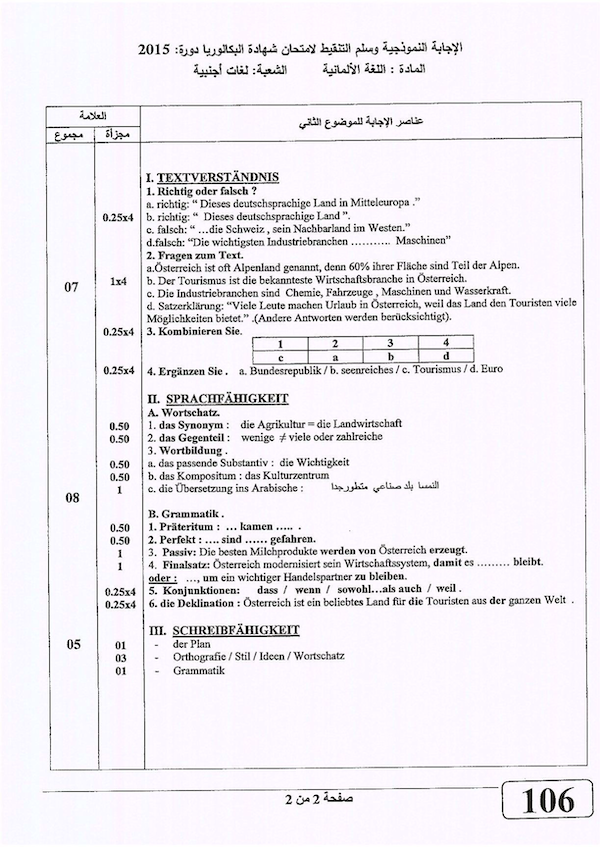 الإجابة النموذجية وسلم التنقيط لامتحان شهادة البكالوريا دورة: 2015
المادة : اللغة الألمانية الشعبة: لغات أجنبية
العلامة
عناصر الإجابة للموضوع الثاني
مجموع مجزأة
I. TEXTVERSTÄNDNIS
1. Richtig oder falsch ?
a. richtig: “ Dieses deutschsprachige Land in Mitteleuropa .”
0.25x4 b. richtig: “ Dieses deutschsprachige Land ”.
c. falsch: “ …die Schweiz , sein Nachbarland im Westen.”
d.falsch: “Die wichtigsten Industriebranchen ……….. Maschinen”
2. Fragen zum Text.
a.Österreich ist oft Alpenland genannt, denn 60% ihrer Fläche sind Teil der Alpen.
07 1x4 b. Der Tourismus ist die bekannteste Wirtschaftsbranche in Österreich.
c. Die Industriebranchen sind Chemie, Fahrzeuge , Maschinen und Wasserkraft.
d. Satzerklärung: “Viele Leute machen Urlaub in Österreich, weil das Land den Touristen viele
Möglichkeiten bietet.” .(Andere Antworten werden berücksichtigt).
0.25x4 3. Kombinieren Sie.
1 2 3 4
c a b d
0.25x4 4. Ergänzen Sie . a. Bundesrepublik / b. seenreiches / c. Tourismus / d. Euro
II. SPRACHFÄHIGKEIT
A. Wortschatz.
0.50 1. das Synonym : die Agrikultur = die Landwirtschaft
0.50 2. das Gegenteil : wenige ≠ viele oder zahlreiche
3. Wortbildung .
0.50 a. das passende Substantiv : die Wichtigkeit
0.50 b. das Kompositum : das Kulturzentrum
1 c. die Übersetzung ins Arabische : النمسا بلد صناعي متطور جدا
08
B. Grammatik .
0.50 1. Präteritum : … kamen ….. .
0.50 2. Perfekt : …. sind …… gefahren.
1 3. Passiv: Die besten Milchprodukte werden von Österreich erzeugt.
1 4. Finalsatz: Österreich modernisiert sein Wirtschaftssystem, damit es ……… bleibt.
oder : …, um ein wichtiger Handelspartner zu bleiben.
0.25x4 5. Konjunktionen: dass / wenn / sowohl...als auch / weil .
0.25x4 6. die Deklination : Österreich ist ein beliebtes Land für die Touristen aus der ganzen Welt .
III. SCHREIBFÄHIGKEIT
05 01 - der Plan
03 - Orthografie / Stil / Ideen / Wortschatz
01 - Grammatik
صفحة 2 من 2
106